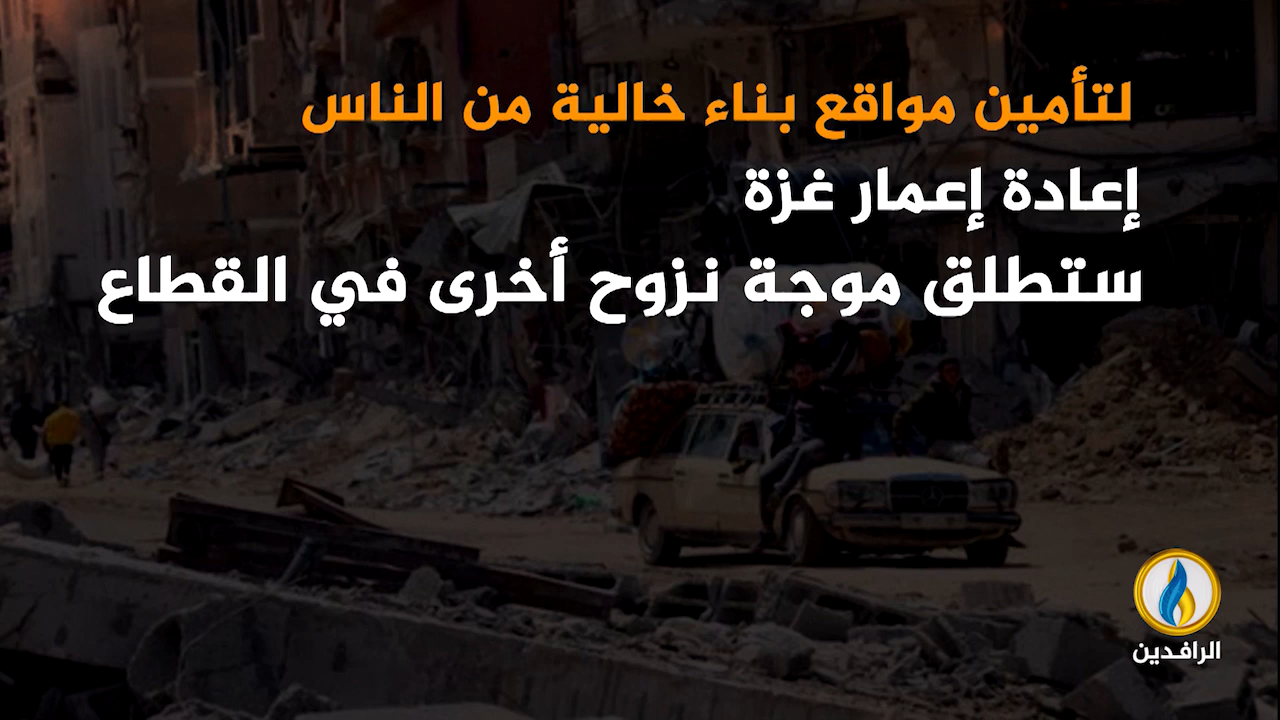 لتأمين مواقع بناء خالية من الناس
إعادة إعمار غزة
ستطلق موجة نزوح أخرى في القطاع
الرافدين